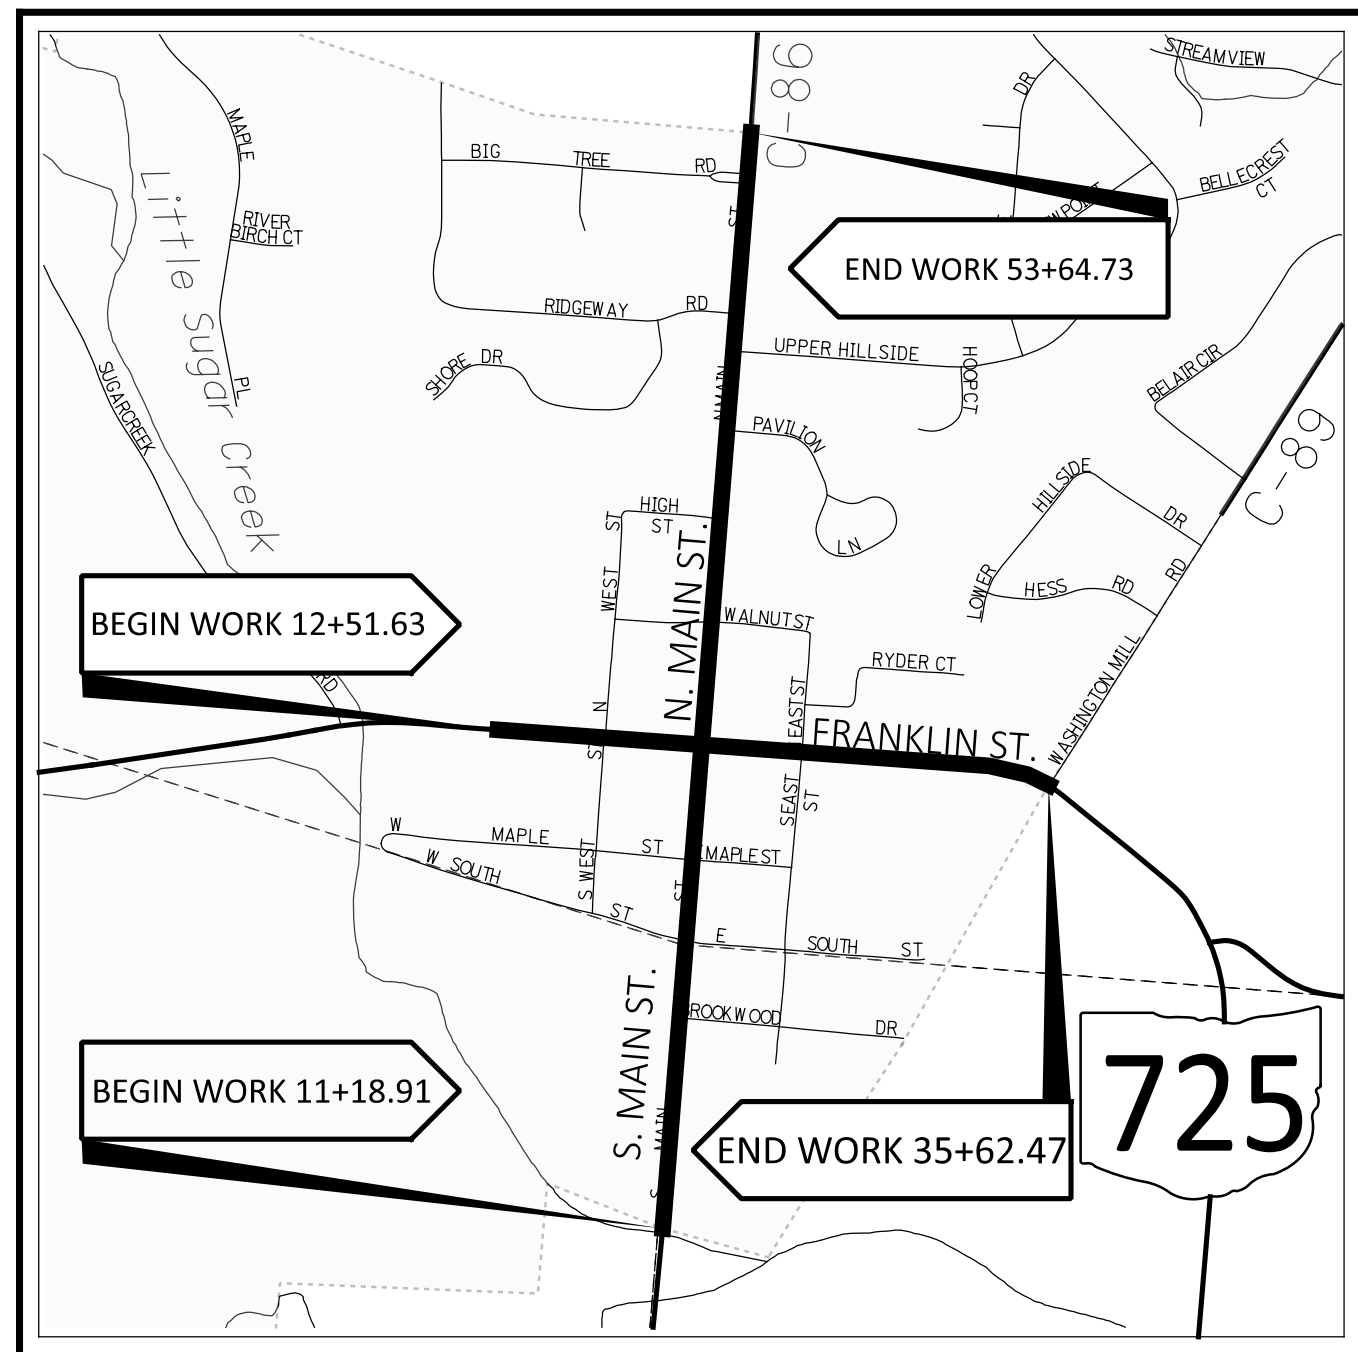 STREAMVIEW
C-89
DR
MAPLE
BIG TREE RD
BELLECREST
CT
Little Sugar Creek
RIVER
BIRCH CT
ST
WPOINT
END WORK 53+64.73
RIDGEWAY RD
UPPER HILLSIDE
HOOP CT
SHORE DR
PL
SUGARCREEK
N MAIN
BELAIR CIR
C-89
PAVILION
LN
HILLSIDE
DR
HIGH
ST
ST
WEST
N. MAIN ST.
LOWER
HESS RD
RD
BEGIN WORK 12+51.63
WALNUT ST
RYDER CT
WASHINGTON MILL
RD
N
EAST ST
FRANKLIN ST.
ST
S EAST
ST
W MAPLE ST
E MAPLE ST
W SOUTH ST
S WEST
ST
E SOUTH ST
S. MAIN ST.
BROOKWOOD DR
BEGIN WORK 11+18.91
S MAIN
END WORK 35+62.47
725